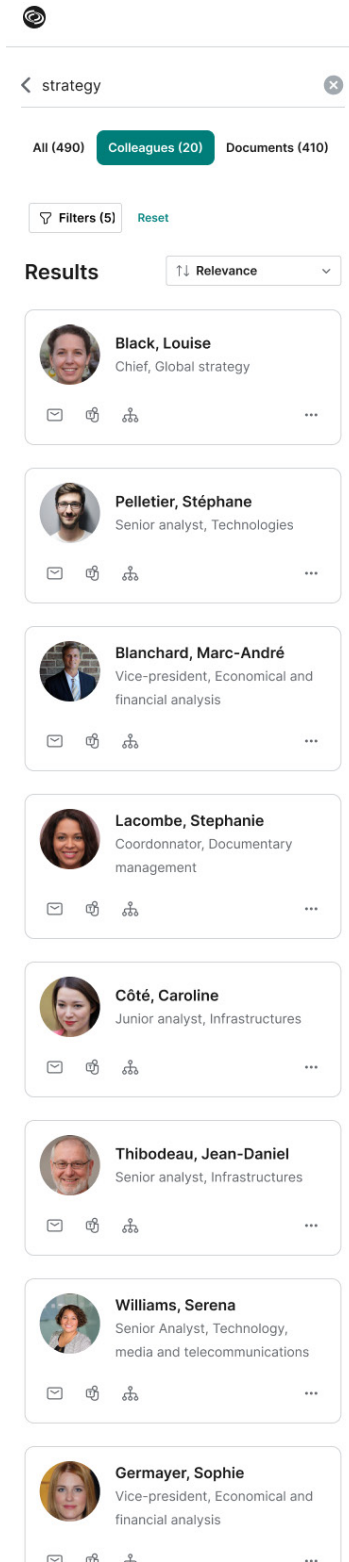 strategy
All (490) Colleagues (20) Documents (410)
Filters (5) Reset
Results
Relevance
Black, Louise
Chief, Global strategy
Pelletier, Stéphane
Senior analyst, Technologies
Blanchard, Marc-André
Vice-president, Economical and
financial analysis
Lacombe, Stephanie
Coordonnator, Documentary
management
Côté, Caroline
Junior analyst, Infrastructures
Thibodeau, Jean-Daniel
Senior analyst, Infrastructures
Williams, Serena
Senior Analyst, Technology,
media and telecommunications
Germayer, Sophie
Vice-president, Economical and
financial analysis